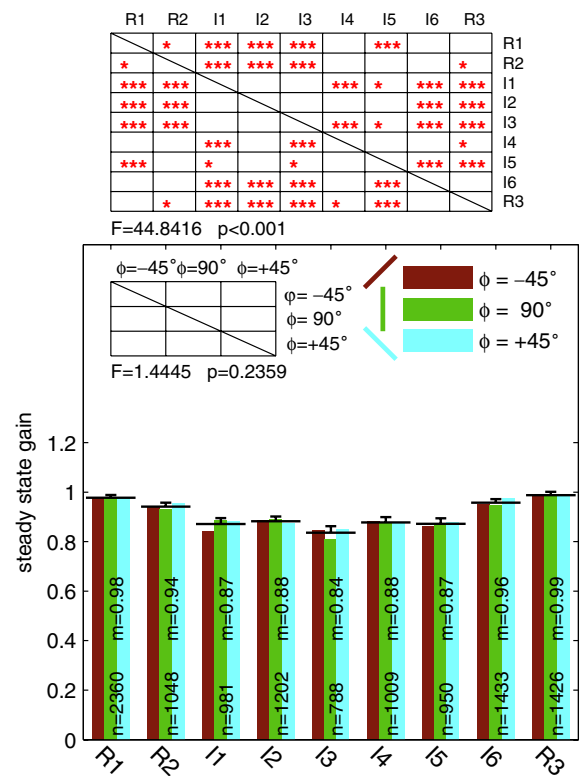 R1 R2 I1 I2 I3 I4 I5 I6 R3
* *** *** *** *** R1
* *** *** *** * R2
*** *** *** * *** *** I1
*** *** *** *** I2
*** *** *** * *** *** I3
*** *** * I4
*** * * *** *** I5
*** *** *** *** I6
* *** *** *** * *** R3
F=44.8416 p<0.001
ϕ=−45° ϕ=90° ϕ=+45°
φ= −45°
ϕ= 90°
ϕ=+45°
F=1.4445 p=0.2359
ϕ = −45°
ϕ = 90°
ϕ = +45°
steady state gain
1.2
1
0.8
0.6
0.4
0.2
0
n=2360 m=0.98
n=1048 m=0.94
n=981 m=0.87
n=1202 m=0.88
n=788 m=0.84
n=1009 m=0.88
n=950 m=0.87
n=1433 m=0.96
n=1426 m=0.99
R1 R2 I1 I2 I3 I4 I5 I6 R3